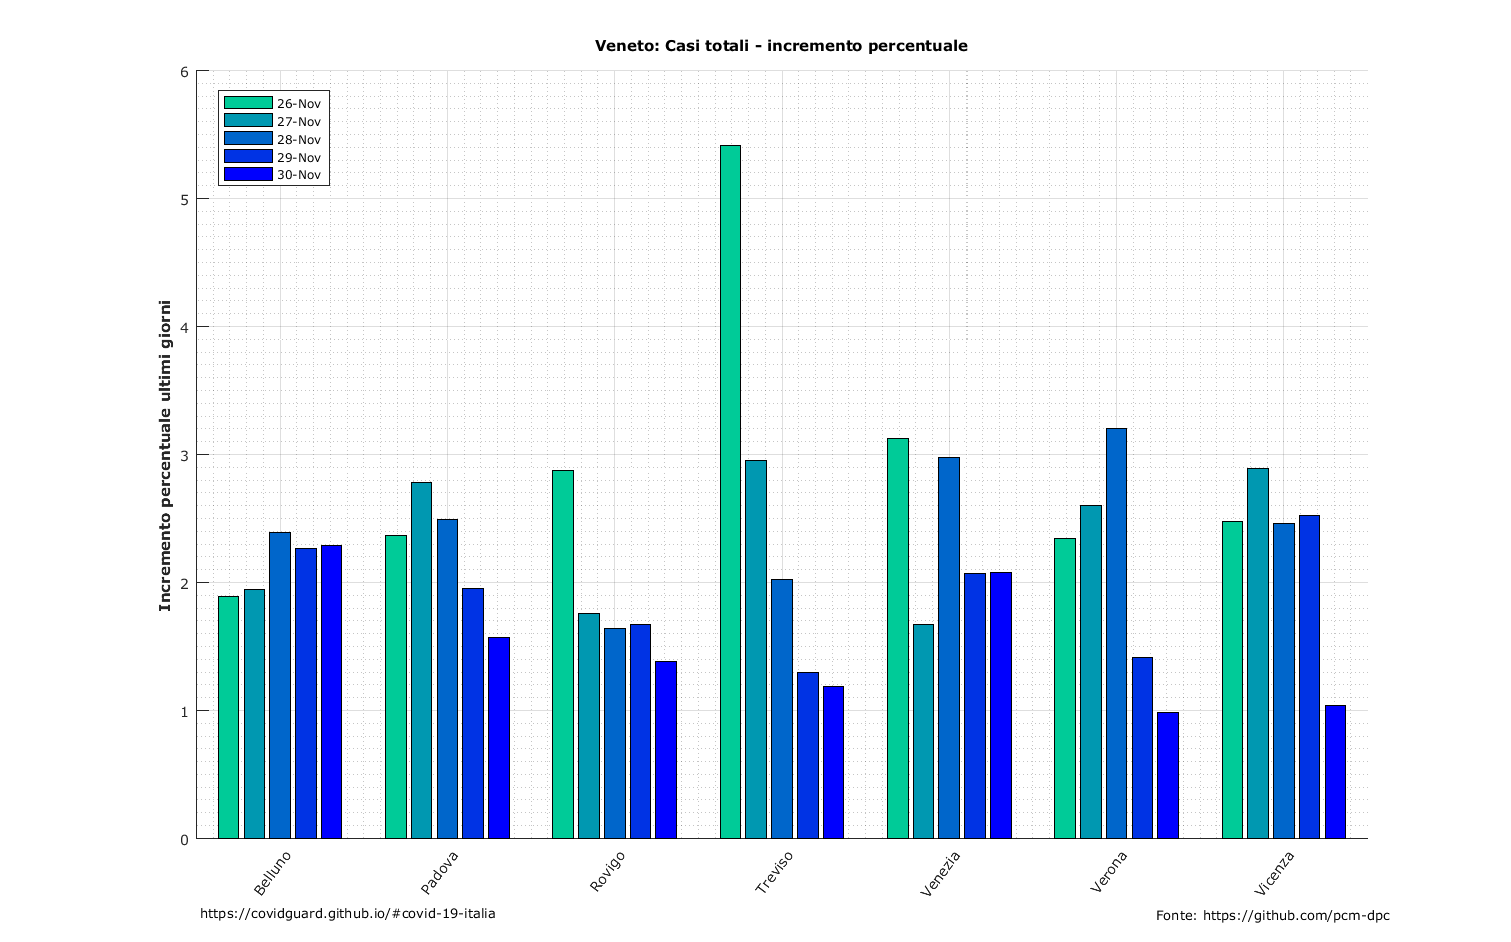 Veneto: Casi totali - incremento percentuale
6
5
4
3
2
1
0
Incremento percentuale ultimi giorni
26-Nov
27-Nov
28-Nov
29-Nov
30-Nov
Belluno
Padova
Rovigo
Treviso
Venezia
Verona
Vicenza
https://covidguard.github.io/#covid-19-italia
Fonte: https://github.com/pcm-dpc